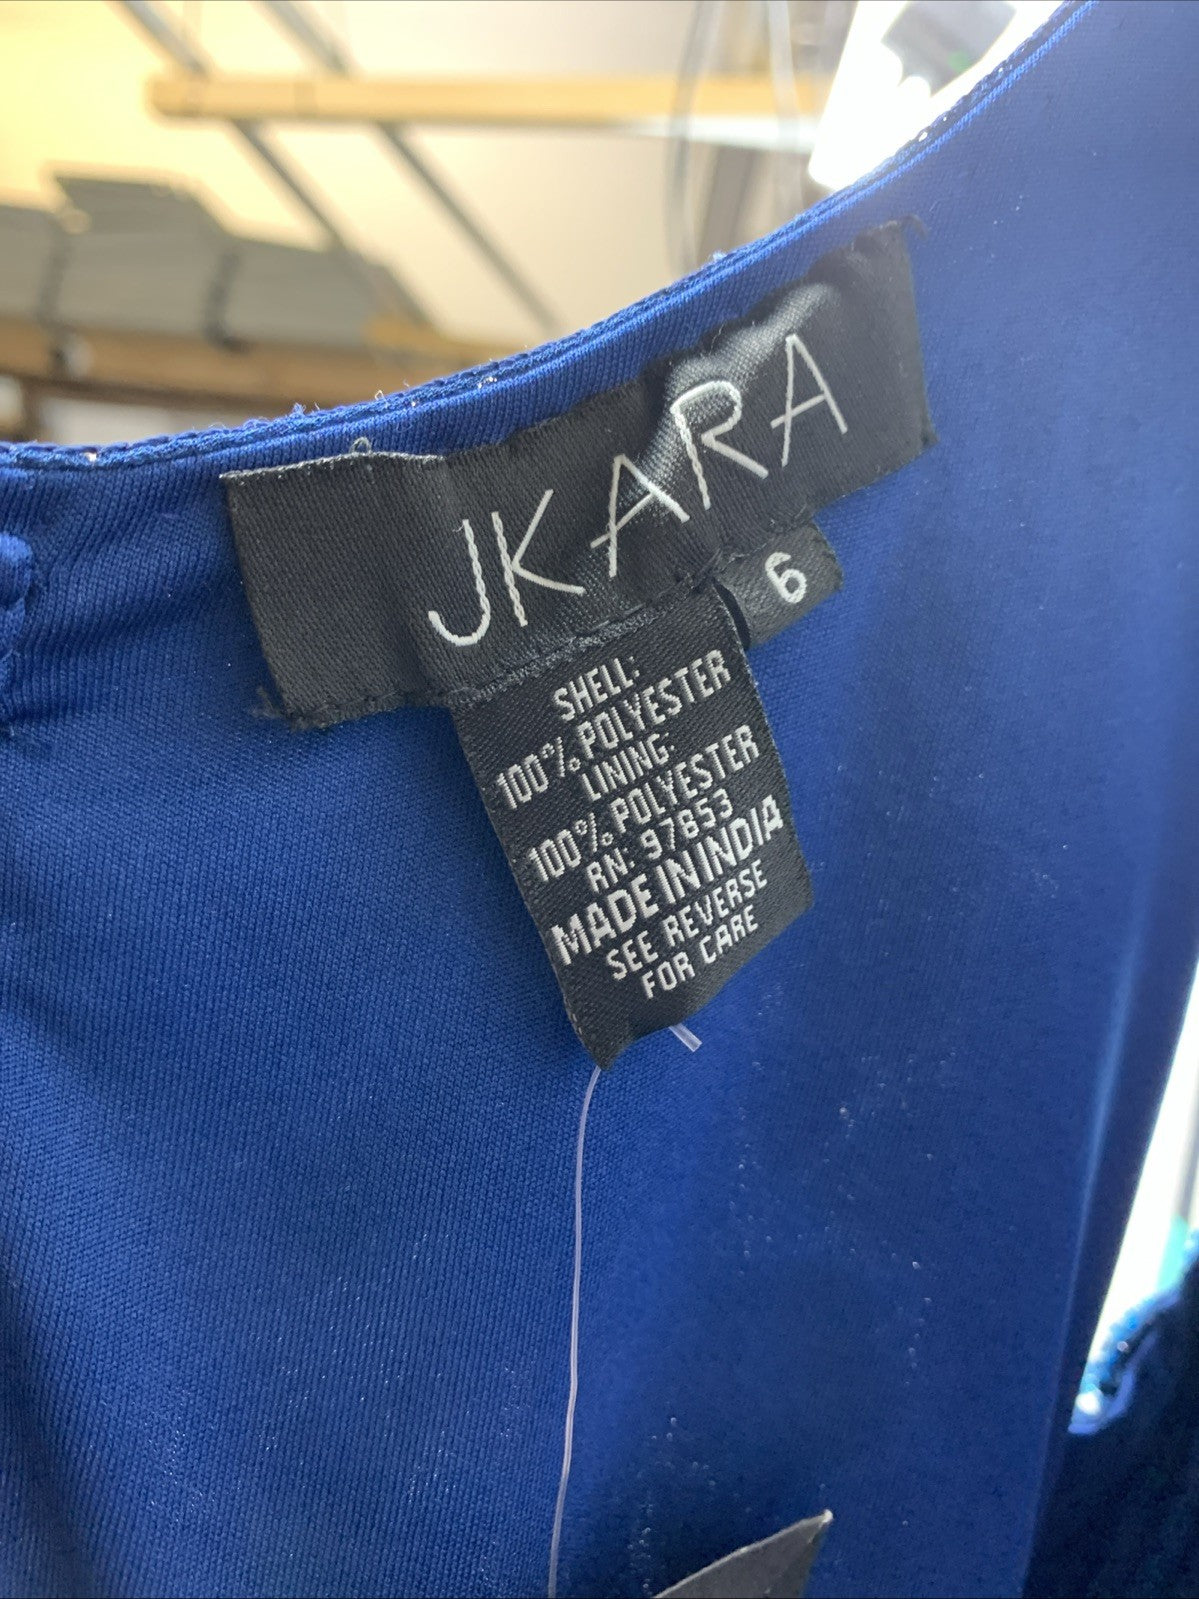 JKARA
6
SHELL:
100% POLYESTER
LINING:
100% POLYESTER
RN: 97853
MADE IN INDIA
SEE REVERSE
FOR CARE